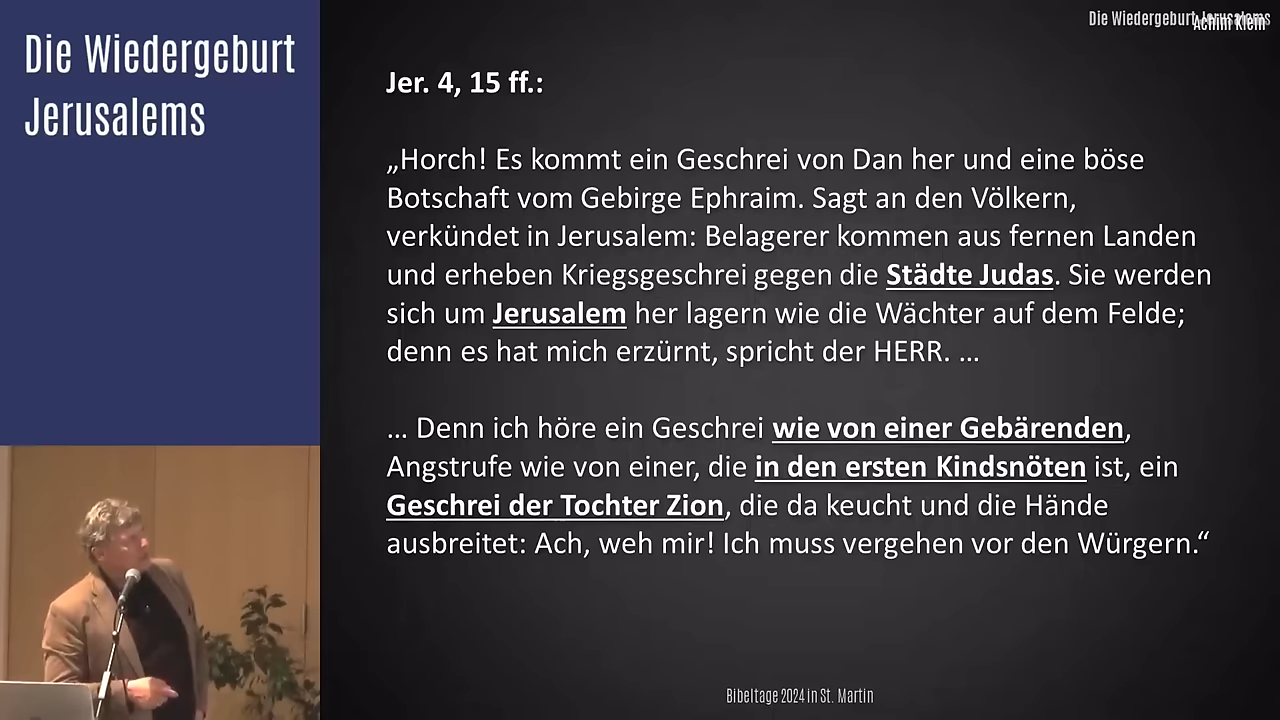 Die Wiedergeburt
Jerusalems
Die Wiedergeburt Jerusalems
Achim Klein
Jer. 4, 15 ff.:
„Horch! Es kommt ein Geschrei von Dan her und eine böse
Botschaft vom Gebirge Ephraim. Sagt an den Völkern,
verkündet in Jerusalem: Belagerer kommen aus fernen Landen
und erheben Kriegsgeschrei gegen die Städte Judas. Sie werden
sich um Jerusalem her lagern wie die Wächter auf dem Felde;
denn es hat mich erzürnt, spricht der HERR. ...
... Denn ich höre ein Geschrei wie von einer Gebärenden,
Angstrufe wie von einer, die in den ersten Kindsnöten ist, ein
Geschrei der Tochter Zion, die da keucht und die Hände
ausbreitet: Ach, weh mir! Ich muss vergehen vor den Würgern.“
Bibeltage 2024 in St. Martin